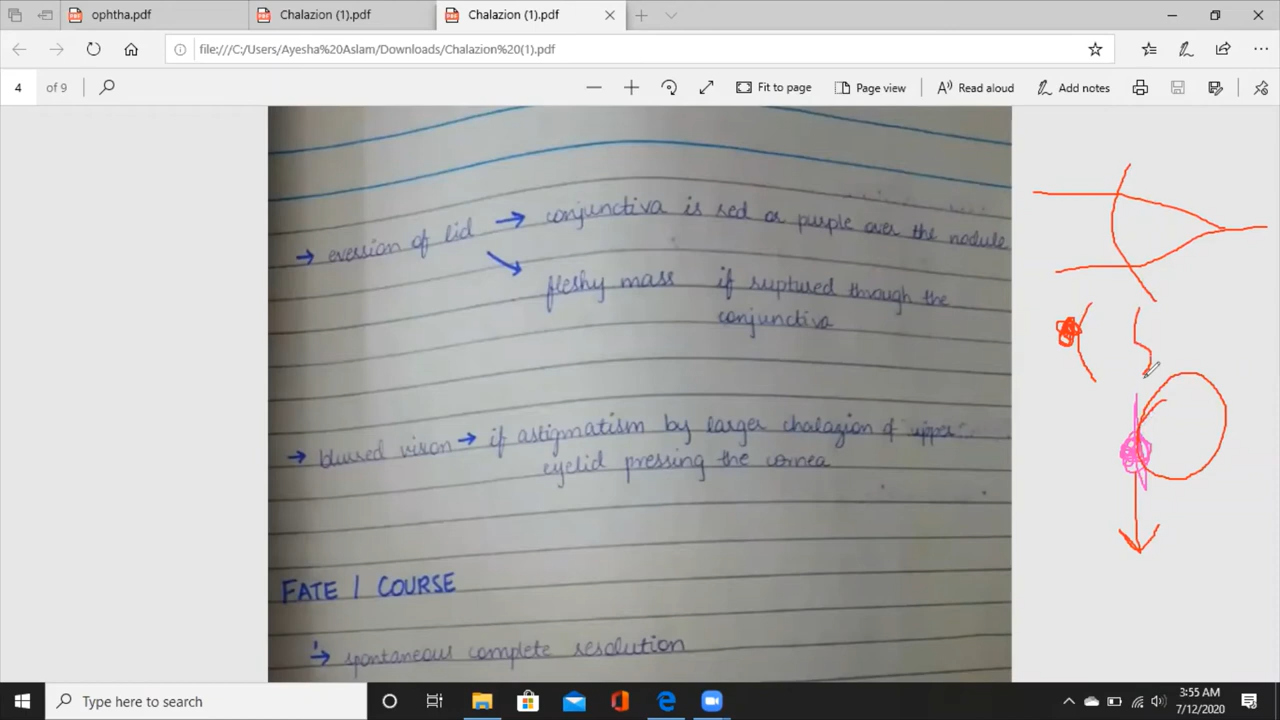 ophtha.pdf
Chalazion (1).pdf
Chalazion (1).pdf
file:///C:/Users/Ayesha%20Aslam/Downloads/Chalazion%20(1).pdf
4 of 9
Fit to page
Page view
Read aloud
Add notes
→ eversion of lid → conjunctiva is red or purple over the nodule
↘ fleshy mass if ruptured through the
conjunctiva
→ blurred vision → if astigmatism by larger chalazion of upper
eyelid pressing the cornea
FATE / COURSE
↳ spontaneous complete resolution
Type here to search
3:55 AM
7/12/2020